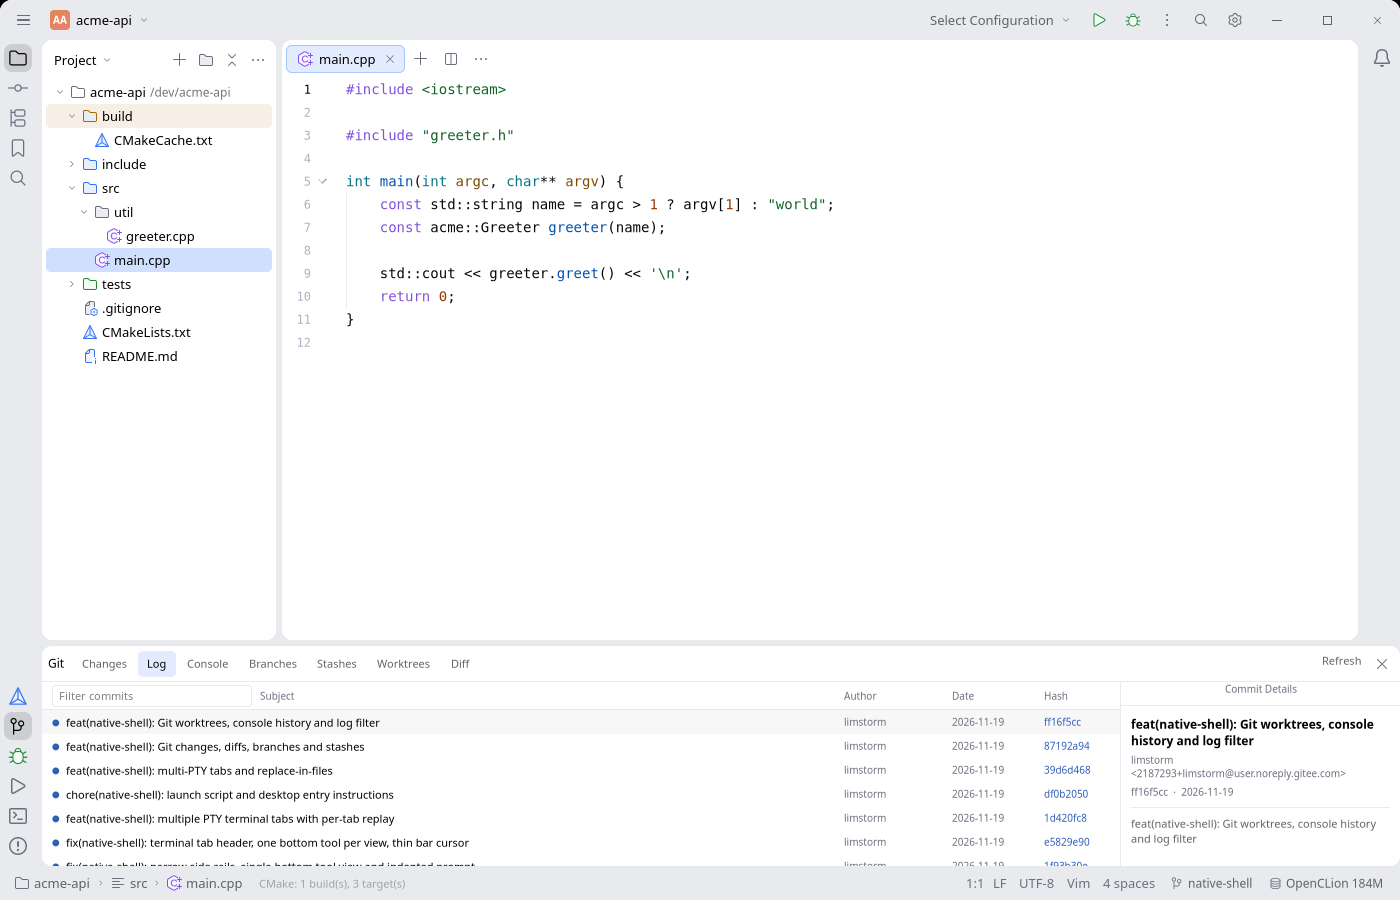 AA acme-api
Select Configuration
Project
acme-api /dev/acme-api
build
CMakeCache.txt
include
src
util
greeter.cpp
main.cpp
tests
.gitignore
CMakeLists.txt
README.md
main.cpp
1 #include <iostream>
2
3 #include "greeter.h"
4
5 int main(int argc, char** argv) {
6 const std::string name = argc > 1 ? argv[1] : "world";
7 const acme::Greeter greeter(name);
8
9 std::cout << greeter.greet() << '\n';
10 return 0;
11 }
12
Git Changes Log Console Branches Stashes Worktrees Diff Refresh
Filter commits Subject Author Date Hash
feat(native-shell): Git worktrees, console history and log filter limstorm 2026-11-19 ff16f5cc
feat(native-shell): Git changes, diffs, branches and stashes limstorm 2026-11-19 87192a94
feat(native-shell): multi-PTY tabs and replace-in-files limstorm 2026-11-19 39d6d468
chore(native-shell): launch script and desktop entry instructions limstorm 2026-11-19 df0b2050
feat(native-shell): multiple PTY terminal tabs with per-tab replay limstorm 2026-11-19 1d420fc8
fix(native-shell): terminal tab header, one bottom tool per view, thin bar cursor limstorm 2026-11-19 e5829e90
Commit Details
feat(native-shell): Git worktrees, console
history and log filter
limstorm
<2187293+limstorm@user.noreply.gitee.com>
ff16f5cc · 2026-11-19
feat(native-shell): Git worktrees, console history
and log filter
acme-api src main.cpp CMake: 1 build(s), 3 target(s) 1:1 LF UTF-8 Vim 4 spaces native-shell OpenCLion 184M